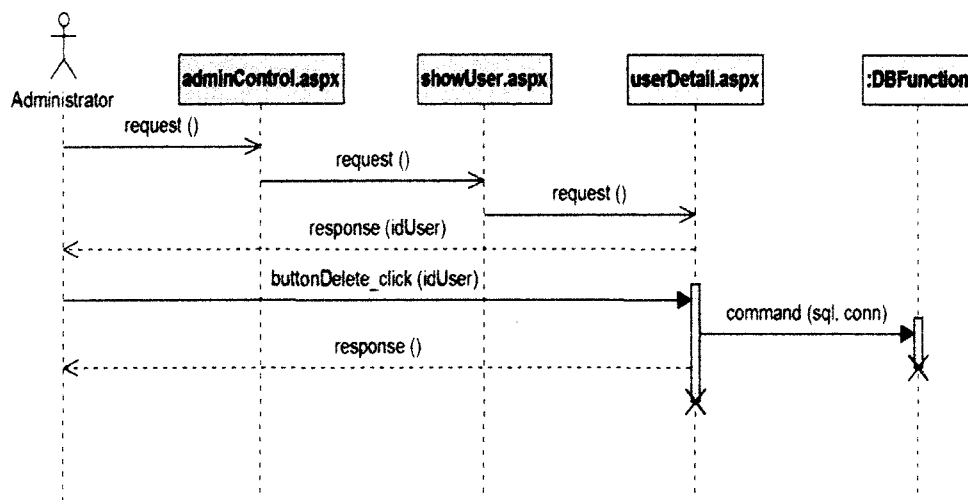 adminControl.aspx
showUser.aspx
userDetail.aspx
:DBFunction
Administrator
request ()
request ()
request ()
response (idUser)
buttonDelete_click (idUser)
command (sql, conn)
response ()